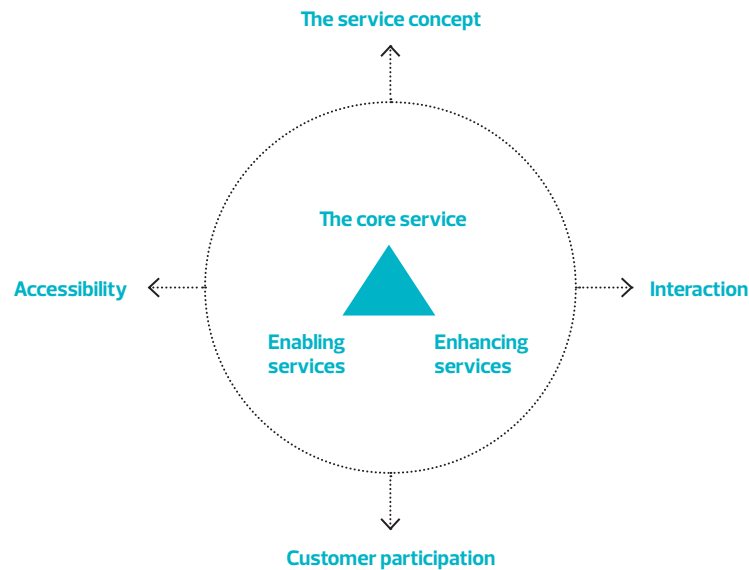 The service concept
The core service
Accessibility
Interaction
Enabling
services
Enhancing
services
Customer participation